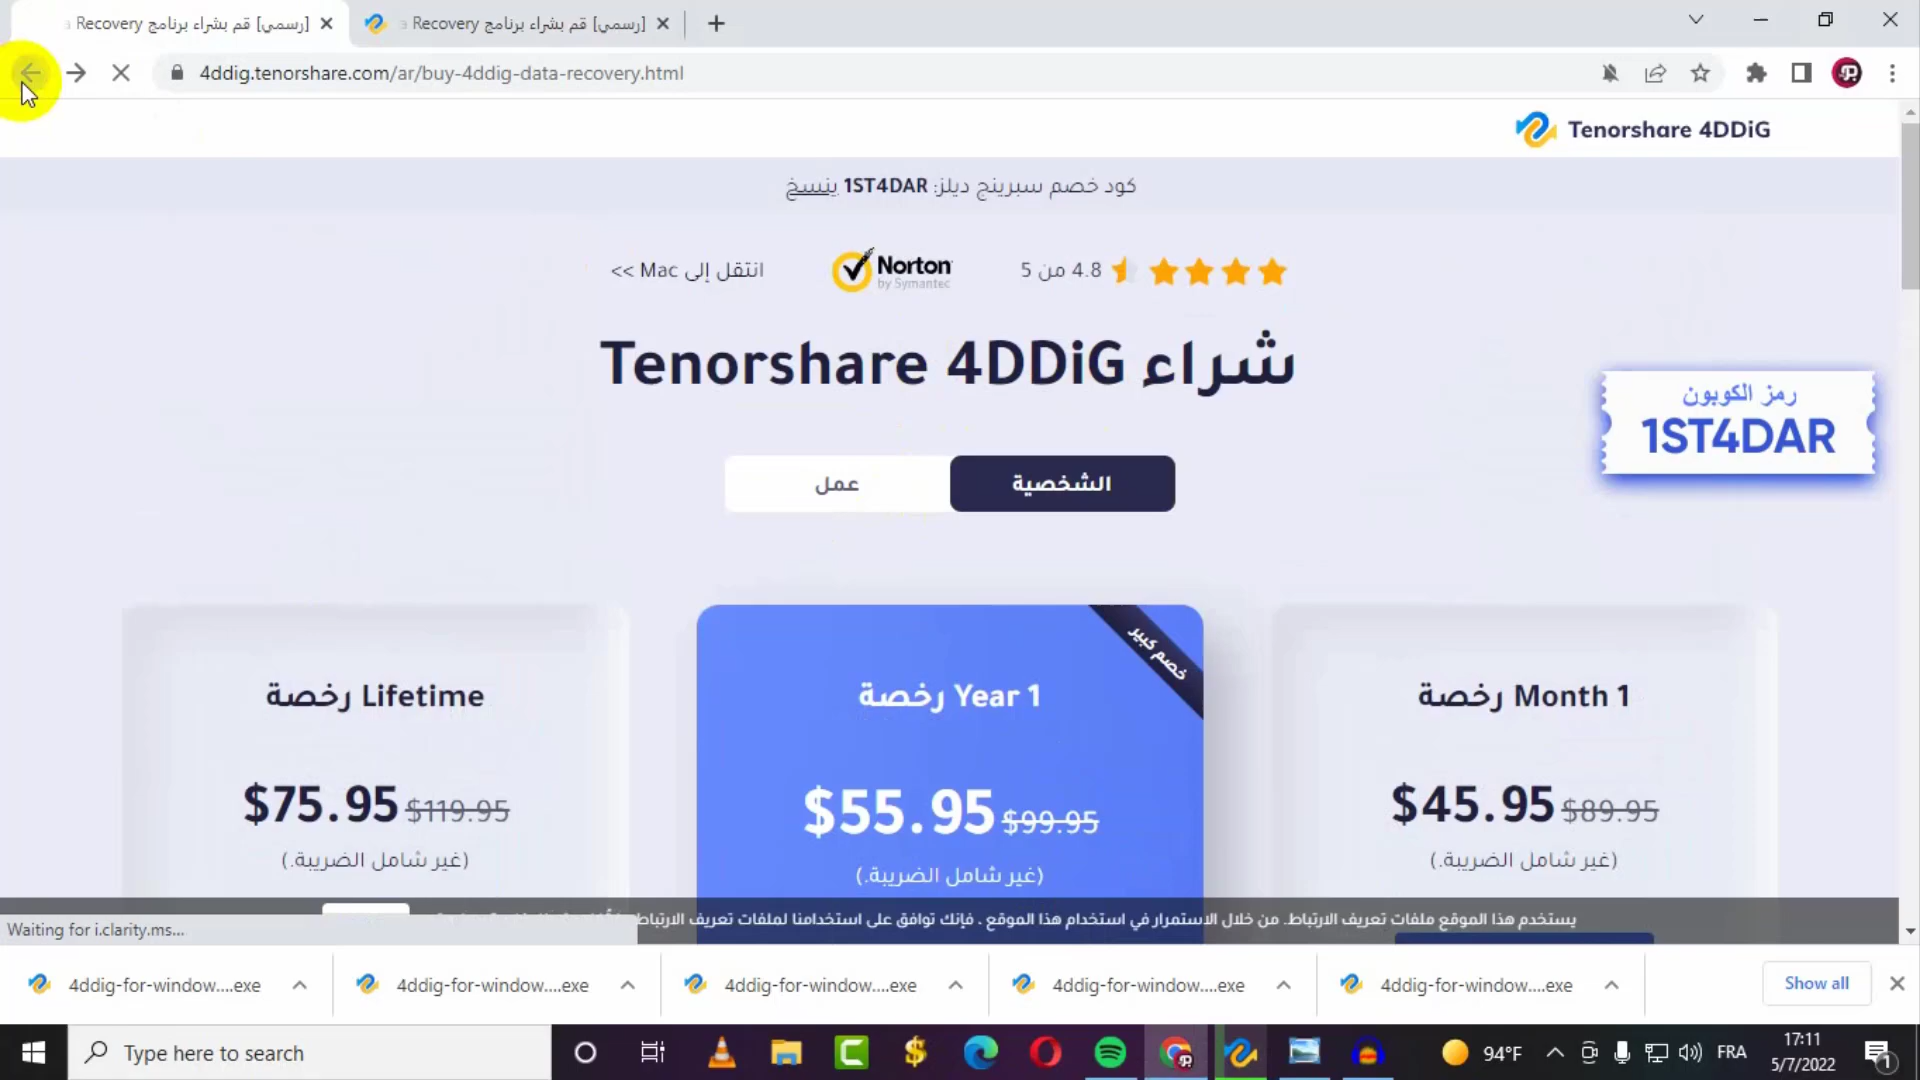 [رسمي] قم بشراء برنامج Recovery
[رسمي] قم بشراء برنامج Recovery
4ddig.tenorshare.com/ar/buy-4ddig-data-recovery.html
Tenorshare 4DDiG
كود خصم سبرينج ديلز: 1ST4DAR ينسخ
4.8 من 5
Norton
by Symantec
انتقل إلى Mac >>
شراء Tenorshare 4DDiG
رمز الكوبون
1ST4DAR
الشخصية
عمل
خصم كبير
رخصة Month 1
$45.95 $89.95
(غير شامل الضريبة.)
رخصة Year 1
$55.95 $99.95
(غير شامل الضريبة.)
رخصة Lifetime
$75.95 $119.95
(غير شامل الضريبة.)
يستخدم هذا الموقع ملفات تعريف الارتباط. من خلال الاستمرار في استخدام هذا الموقع ، فإنك توافق على استخدامنا لملفات تعريف الارتباط
Waiting for i.clarity.ms...
4ddig-for-window....exe
4ddig-for-window....exe
4ddig-for-window....exe
4ddig-for-window....exe
4ddig-for-window....exe
Show all
Type here to search
94°F
FRA
17:11
5/7/2022
1